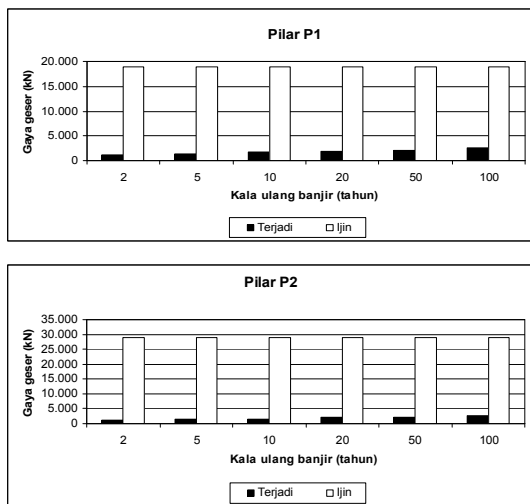 Pilar P1
Gaya geser (kN)
20.000
15.000
10.000
5.000
0
2 5 10 20 50 100
Kala ulang banjir (tahun)
Terjadi Ijin
Pilar P2
Gaya geser (kN)
35.000
30.000
25.000
20.000
15.000
10.000
5.000
0
2 5 10 20 50 100
Kala ulang banjir (tahun)
Terjadi Ijin